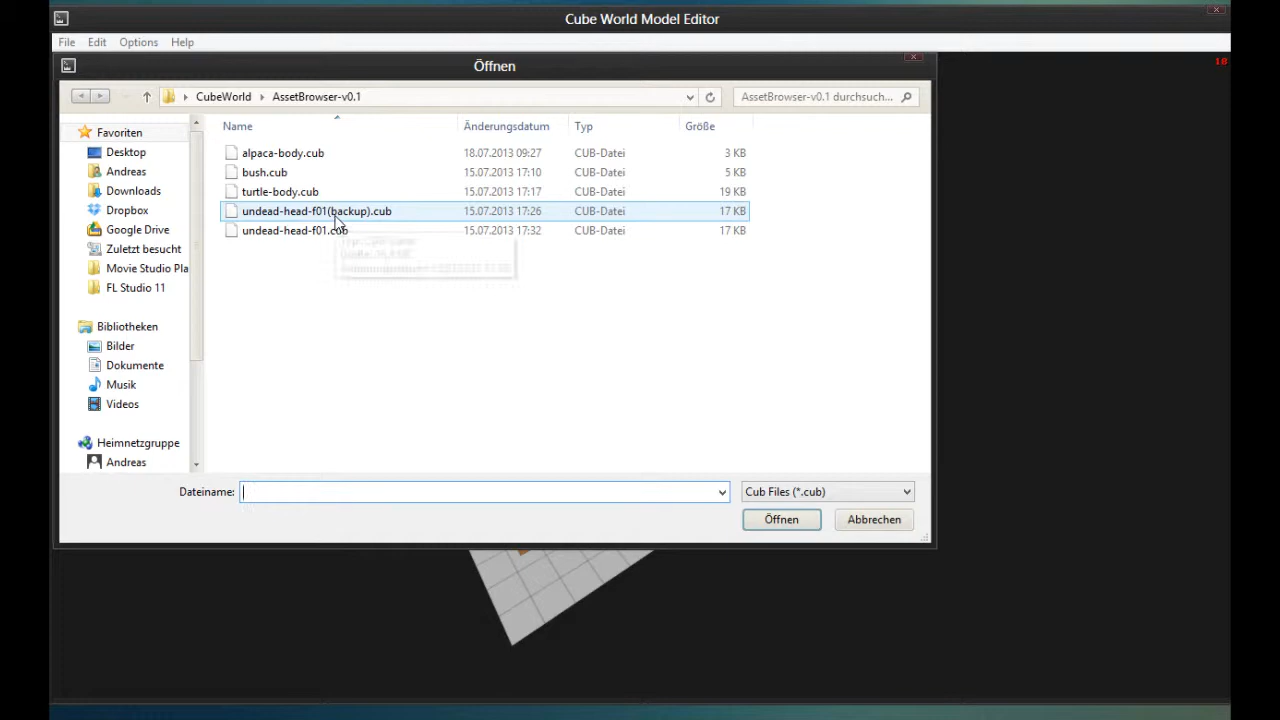 Cube World Model Editor
File Edit Options Help
10
Öffnen
CubeWorld AssetBrowser-v0.1 AssetBrowser-v0.1 durchsuch...
Name Änderungsdatum Typ Größe
Favoriten
Desktop
Andreas
Downloads
Dropbox
Google Drive
Zuletzt besucht
Movie Studio Pla
FL Studio 11
Bibliotheken
Bilder
Dokumente
Musik
Videos
Heimnetzgruppe
Andreas
alpaca-body.cub 18.07.2013 09:27 CUB-Datei 3 KB
bush.cub 15.07.2013 17:10 CUB-Datei 5 KB
turtle-body.cub 15.07.2013 17:17 CUB-Datei 19 KB
undead-head-f01(backup).cub 15.07.2013 17:26 CUB-Datei 17 KB
undead-head-f01.cub 15.07.2013 17:32 CUB-Datei 17 KB
Dateiname: Cub Files (*.cub)
Öffnen Abbrechen